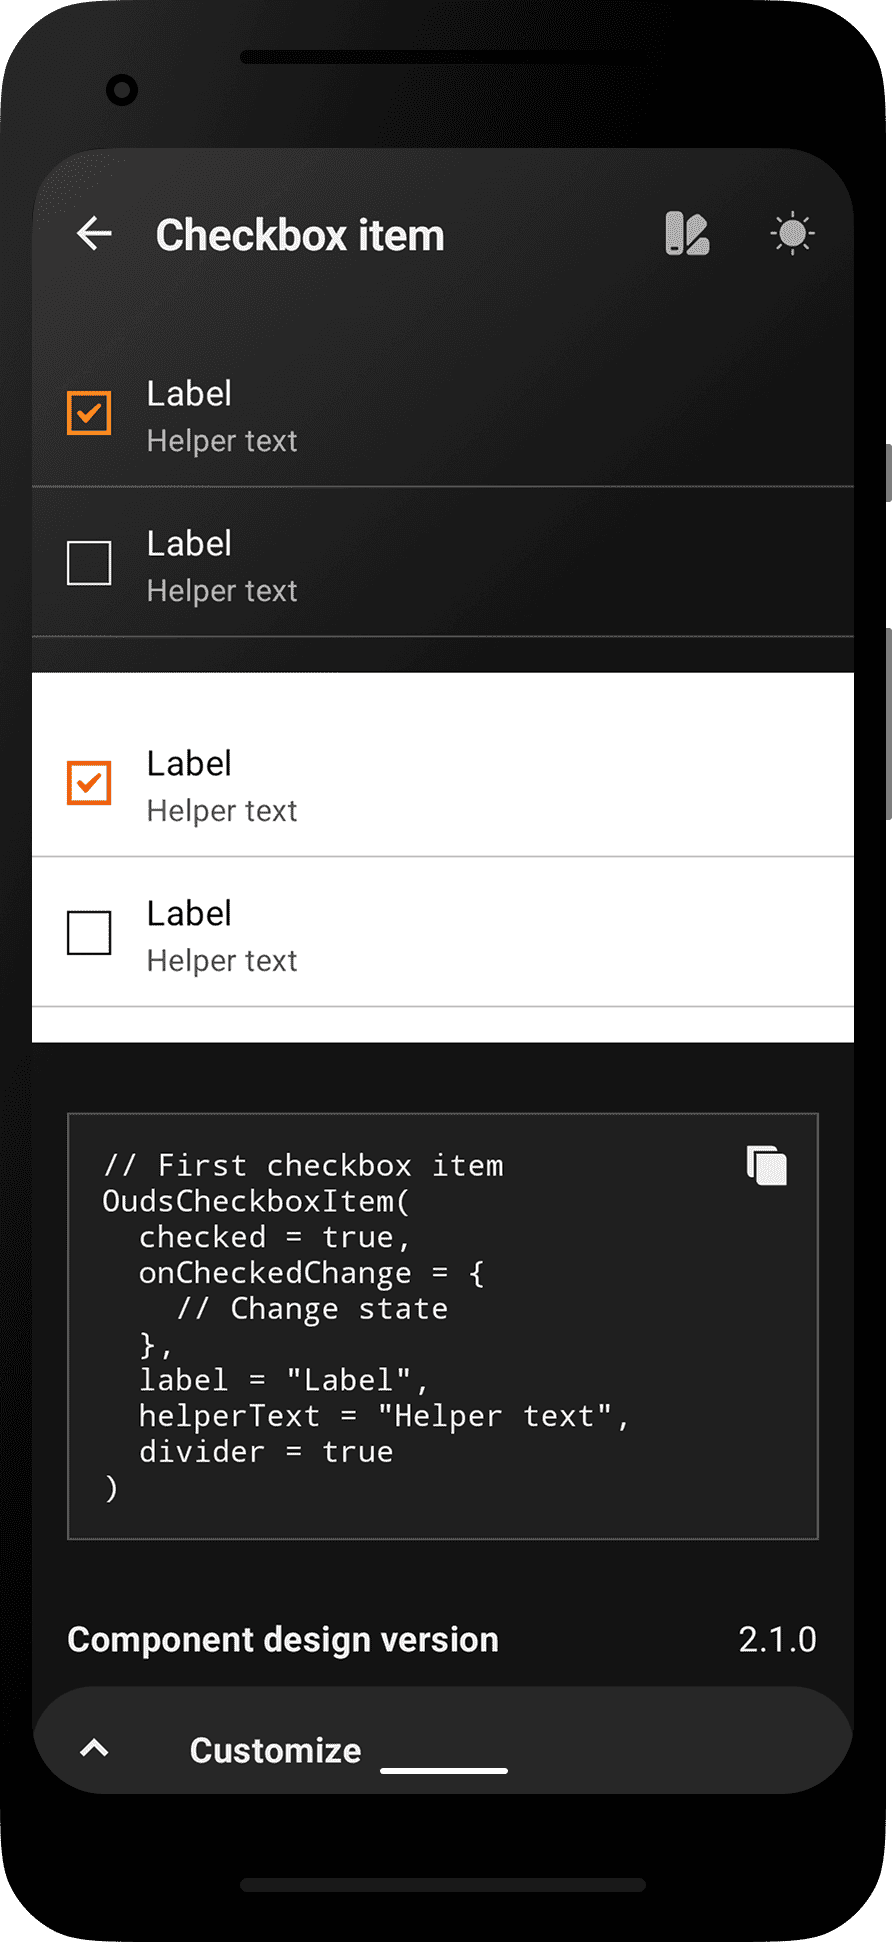 Checkbox item
Label
Helper text
Label
Helper text
Label
Helper text
Label
Helper text
// First checkbox item
OudsCheckboxItem(
  checked = true,
  onCheckedChange = {
    // Change state
  },
  label = "Label",
  helperText = "Helper text",
  divider = true
)
Component design version 2.1.0
Customize